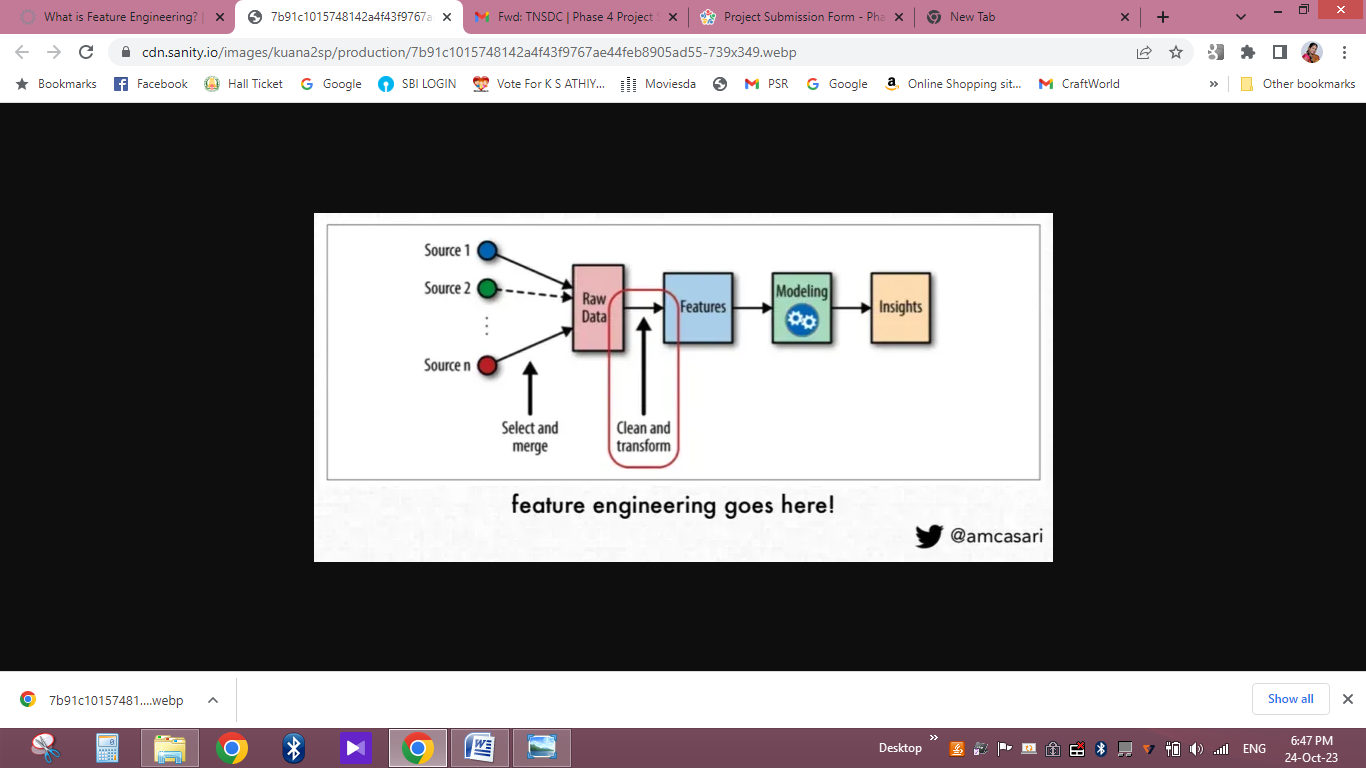 What is Feature Engineering? |
7b91c1015748142a4f43f9767a
Fwd: TNSDC | Phase 4 Project
Project Submission Form - Pha
New Tab
cdn.sanity.io/images/kuana2sp/production/7b91c1015748142a4f43f9767ae44feb8905ad55-739x349.webp
Bookmarks
Facebook
Hall Ticket
Google
SBI LOGIN
Vote For K S ATHIY...
Moviesda
PSR
Google
Online Shopping sit...
CraftWorld
»
Other bookmarks
Source 1
Source 2
Source n
Raw
Data
Features
Modeling
Insights
Select and
merge
Clean and
transform
feature engineering goes here!
@amcasari
7b91c10157481....webp
Show all
Desktop
»
ENG
6:47 PM
24-Oct-23